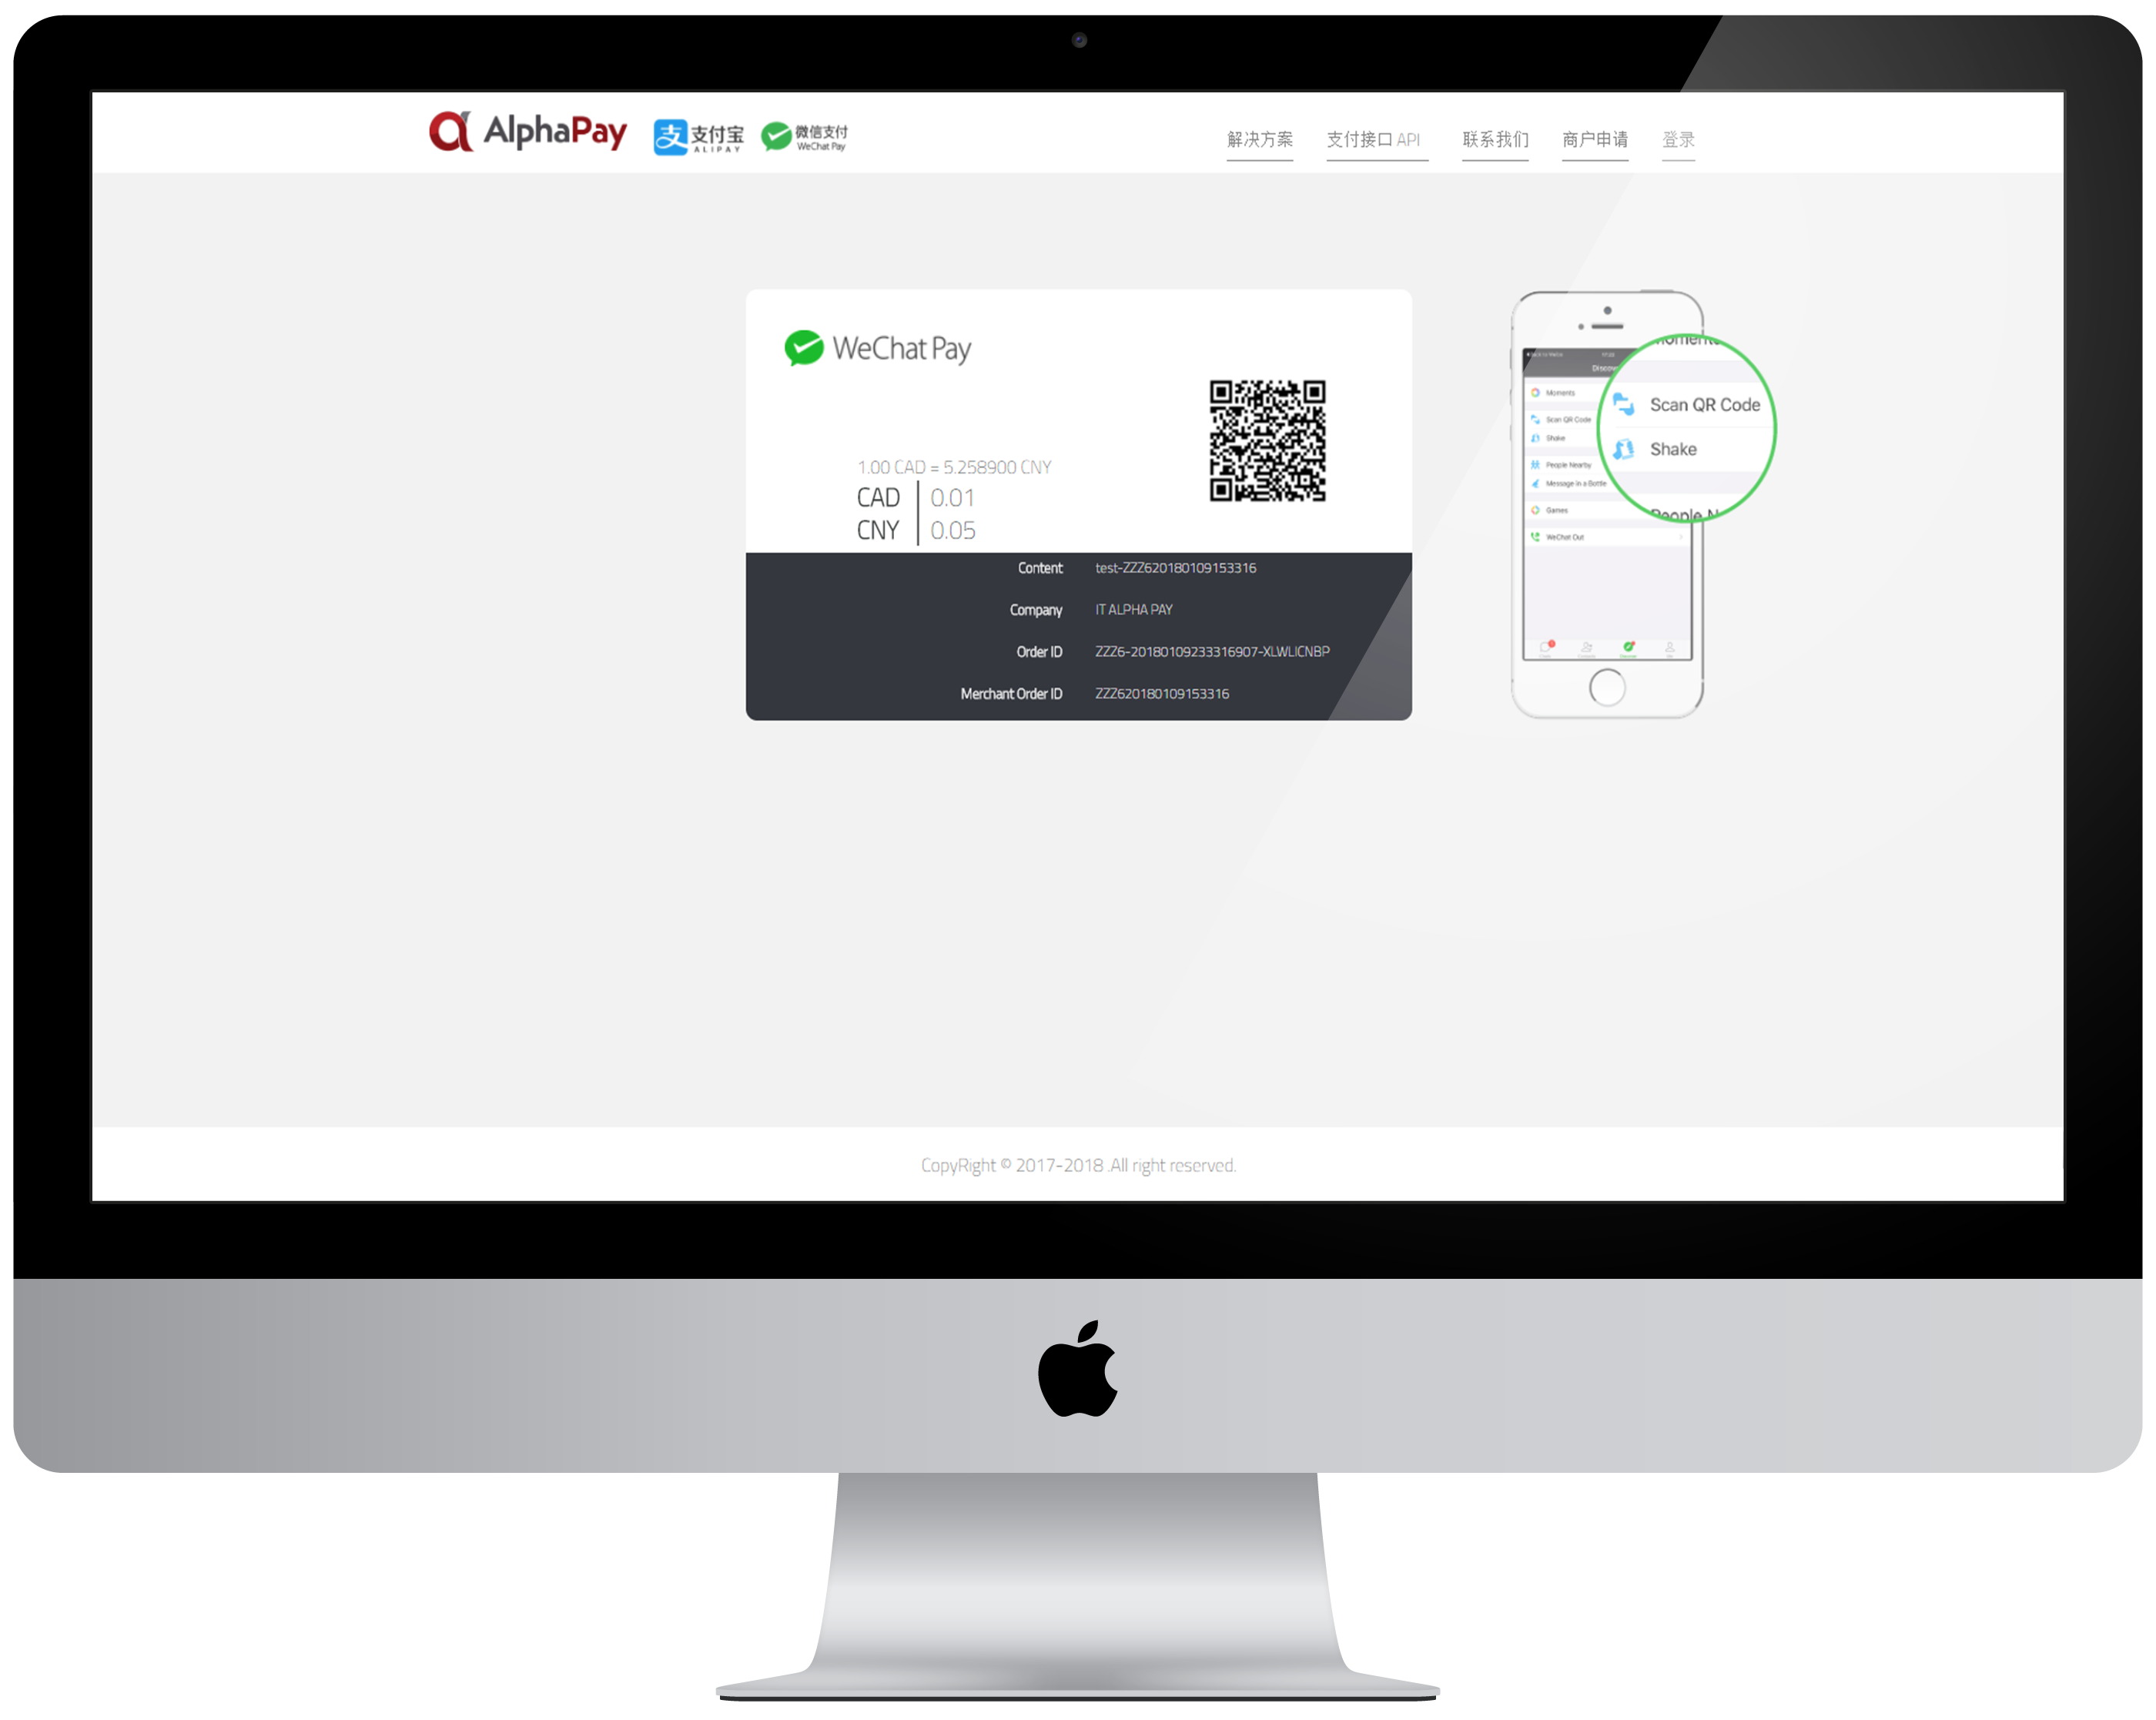 AlphaPay
支付宝
ALIPAY
微信支付
WeChat Pay
解决方案
支付接口 API
联系我们
商户申请
登录
WeChat Pay
1.00 CAD = 5.258900 CNY
CAD 0.01
CNY 0.05
Content test-ZZZ620180109153316
Company IT ALPHA PAY
Order ID ZZZ6-20180109233316907-XLWLICNBP
Merchant Order ID ZZZ620180109153316
Moments
Scan QR Code
Shake
People Nearby
Message in a Bottle
Games
WeChat Out
Scan QR Code
Shake
CopyRight © 2017-2018 .All right reserved.